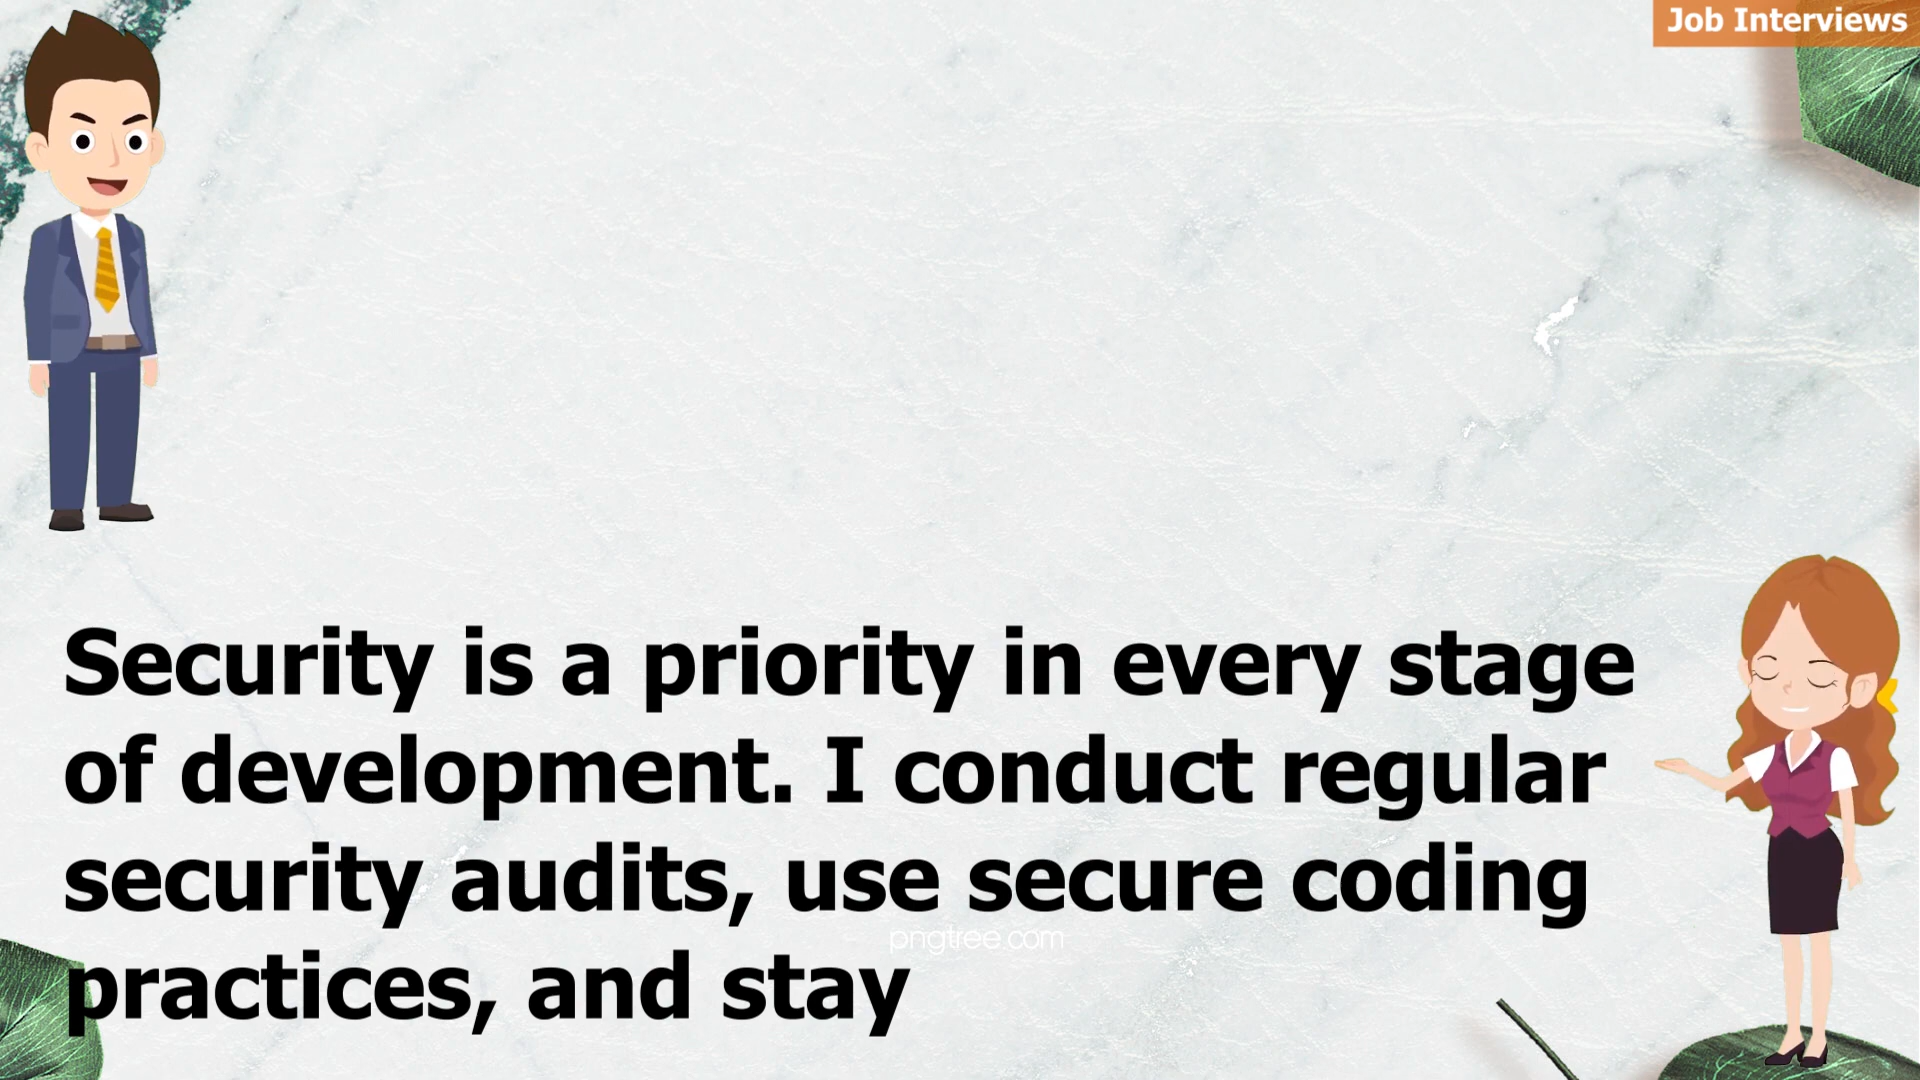 Job Interviews
Security is a priority in every stage
of development. I conduct regular
security audits, use secure coding
pngtree.com
practices, and stay